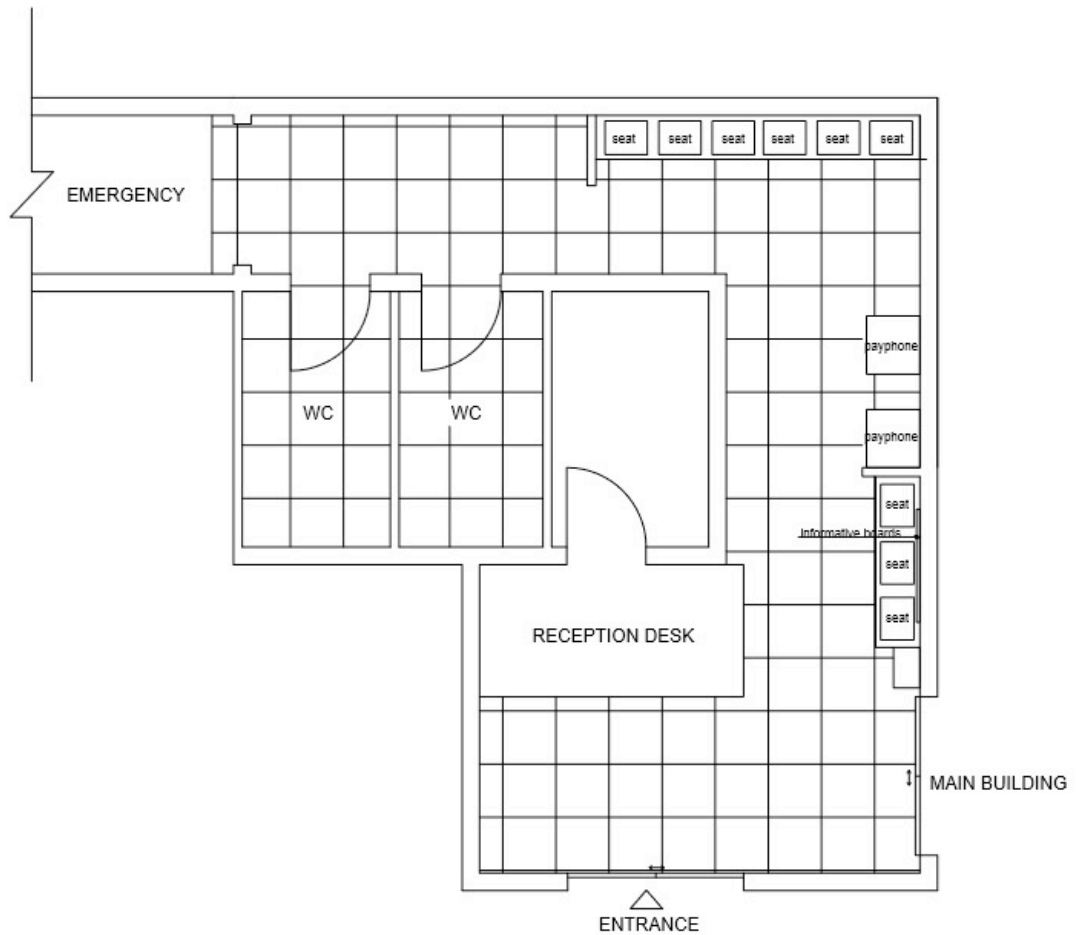 seat seat seat seat seat seat
EMERGENCY
payphone
WC WC
payphone
seat
informative boards
seat
seat
RECEPTION DESK
MAIN BUILDING
ENTRANCE